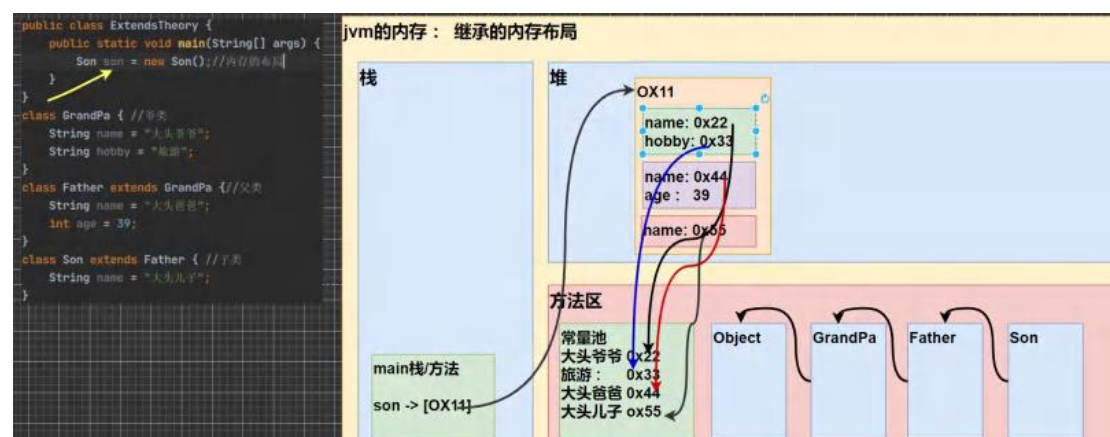 public class ExtendsTheory {
public static void main(String[] args) {
Son son = new Son();//内存的布局
}
}
class GrandPa { //爷类
String name = "大头爷爷";
String hobby = "旅游";
}
class Father extends GrandPa {//父类
String name = "大头爸爸";
int age = 39;
}
class Son extends Father { //子类
String name = "大头儿子";
}
jvm的内存: 继承的内存布局
栈
main栈/方法
son -> [OX11]
堆
OX11
name: 0x22
hobby: 0x33
name: 0x44
age: 39
name: 0x55
方法区
常量池
大头爷爷 0x22
旅游: 0x33
大头爸爸 0x44
大头儿子 ox55
Object
GrandPa
Father
Son